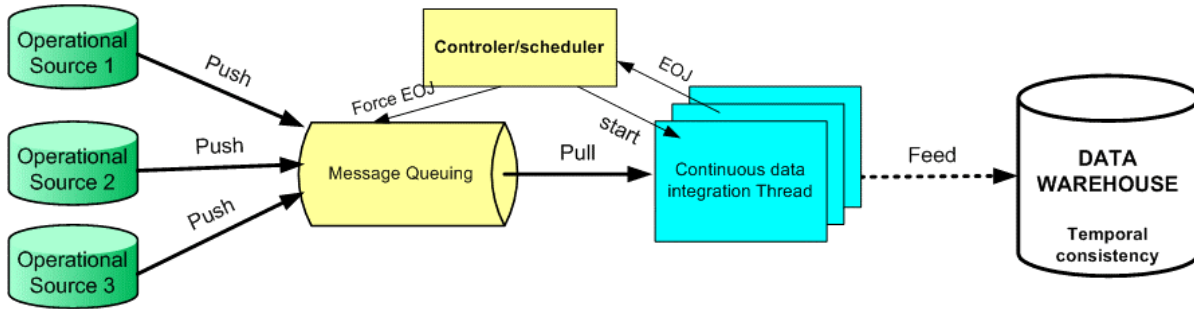 Operational
Source 1
Push
Controler/scheduler
EOJ
Force EOJ
start
Operational
Source 2
Push
Message Queuing
Pull
Continuous data
integration Thread
Feed
DATA
WAREHOUSE
Temporal
consistency
Push
Operational
Source 3